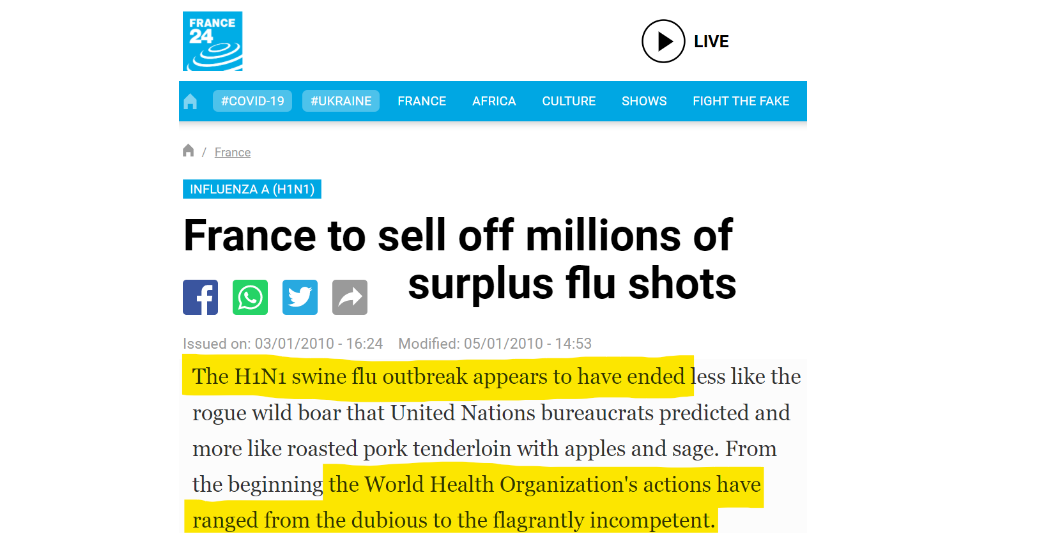 FRANCE
24
LIVE
#COVID-19 #UKRAINE FRANCE AFRICA CULTURE SHOWS FIGHT THE FAKE
/ France
INFLUENZA A (H1N1)
France to sell off millions of
surplus flu shots
Issued on: 03/01/2010 - 16:24 Modified: 05/01/2010 - 14:53
The H1N1 swine flu outbreak appears to have ended less like the
rogue wild boar that United Nations bureaucrats predicted and
more like roasted pork tenderloin with apples and sage. From
the beginning the World Health Organization's actions have
ranged from the dubious to the flagrantly incompetent.